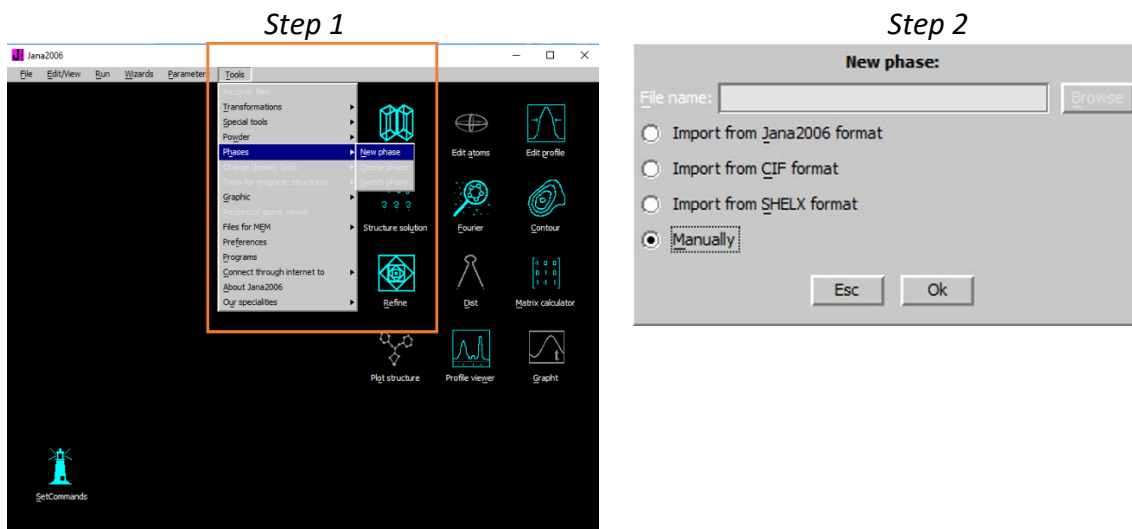 Step 1
Step 2
Jana2006
File Edit/View Run Wizards Parameter Tools
Recover files
Transformations
Special tools
Powder
Phases
New phase
Charge density tools
Delete phase
Tools for magnetic structures
Switch phase
Graphic
Reciprocal space viewer
Files for MEM
Preferences
Programs
Connect through internet to
About Jana2006
Our specialities
Edit atoms
Edit profile
? ? ?
Structure solution
Fourier
Contour
Refine
Dist
Matrix calculator
Plot structure
Profile viewer
t
Grapht
SetCommands
New phase:
File name:
Browse
Import from Jana2006 format
Import from CIF format
Import from SHELX format
Manually
Esc
Ok